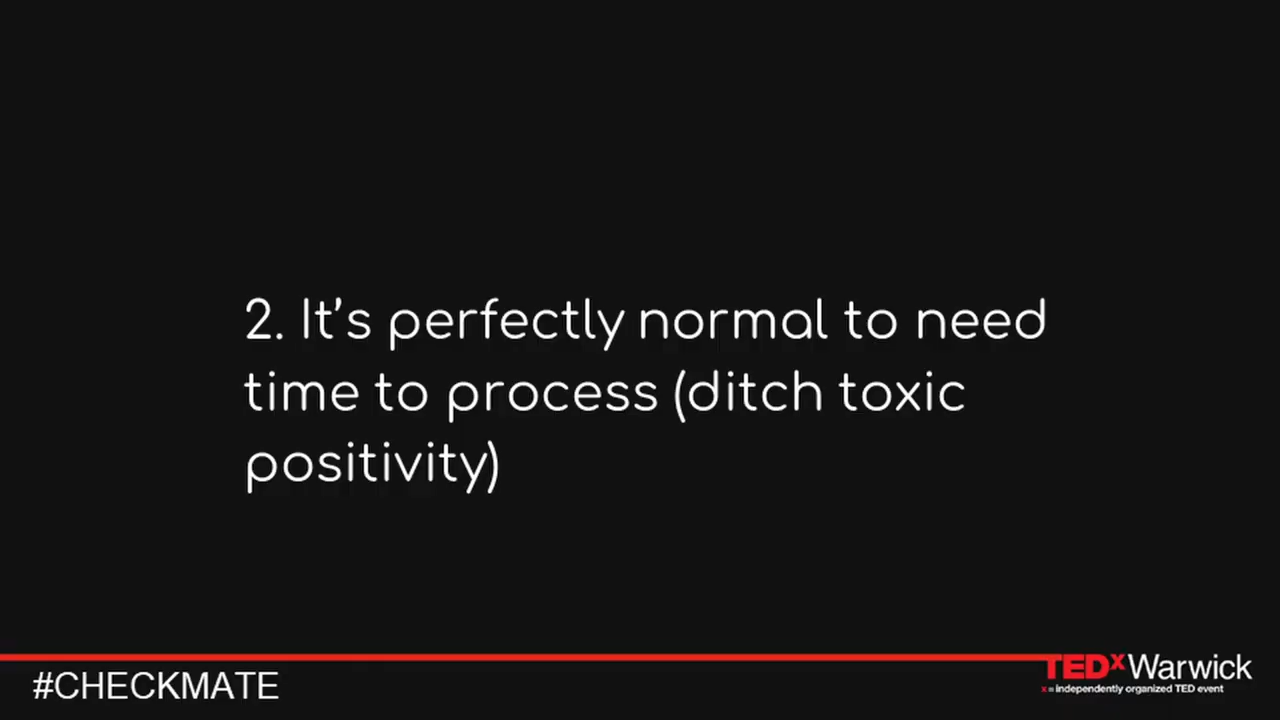 2. It’s perfectly normal to need
time to process (ditch toxic
positivity)
#CHECKMATE
TEDxWarwick
x = independently organized TED event